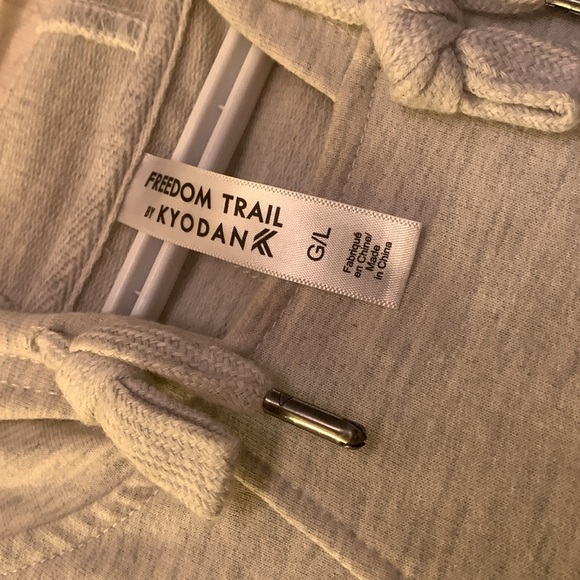 FREEDOM TRAIL
BY KYODAN
G/L
Fabriqué
en Chine/
Made
in China